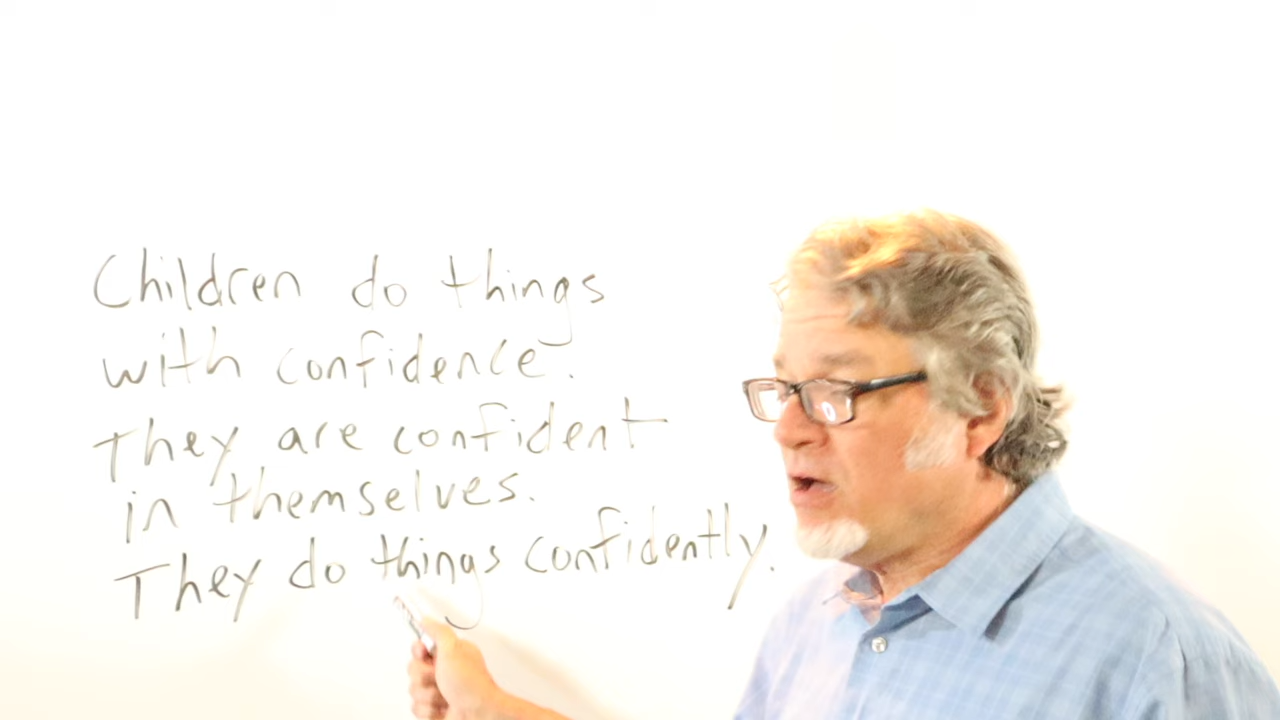 Children do things
with confidence.
They are confident
in themselves.
They do things confidently.